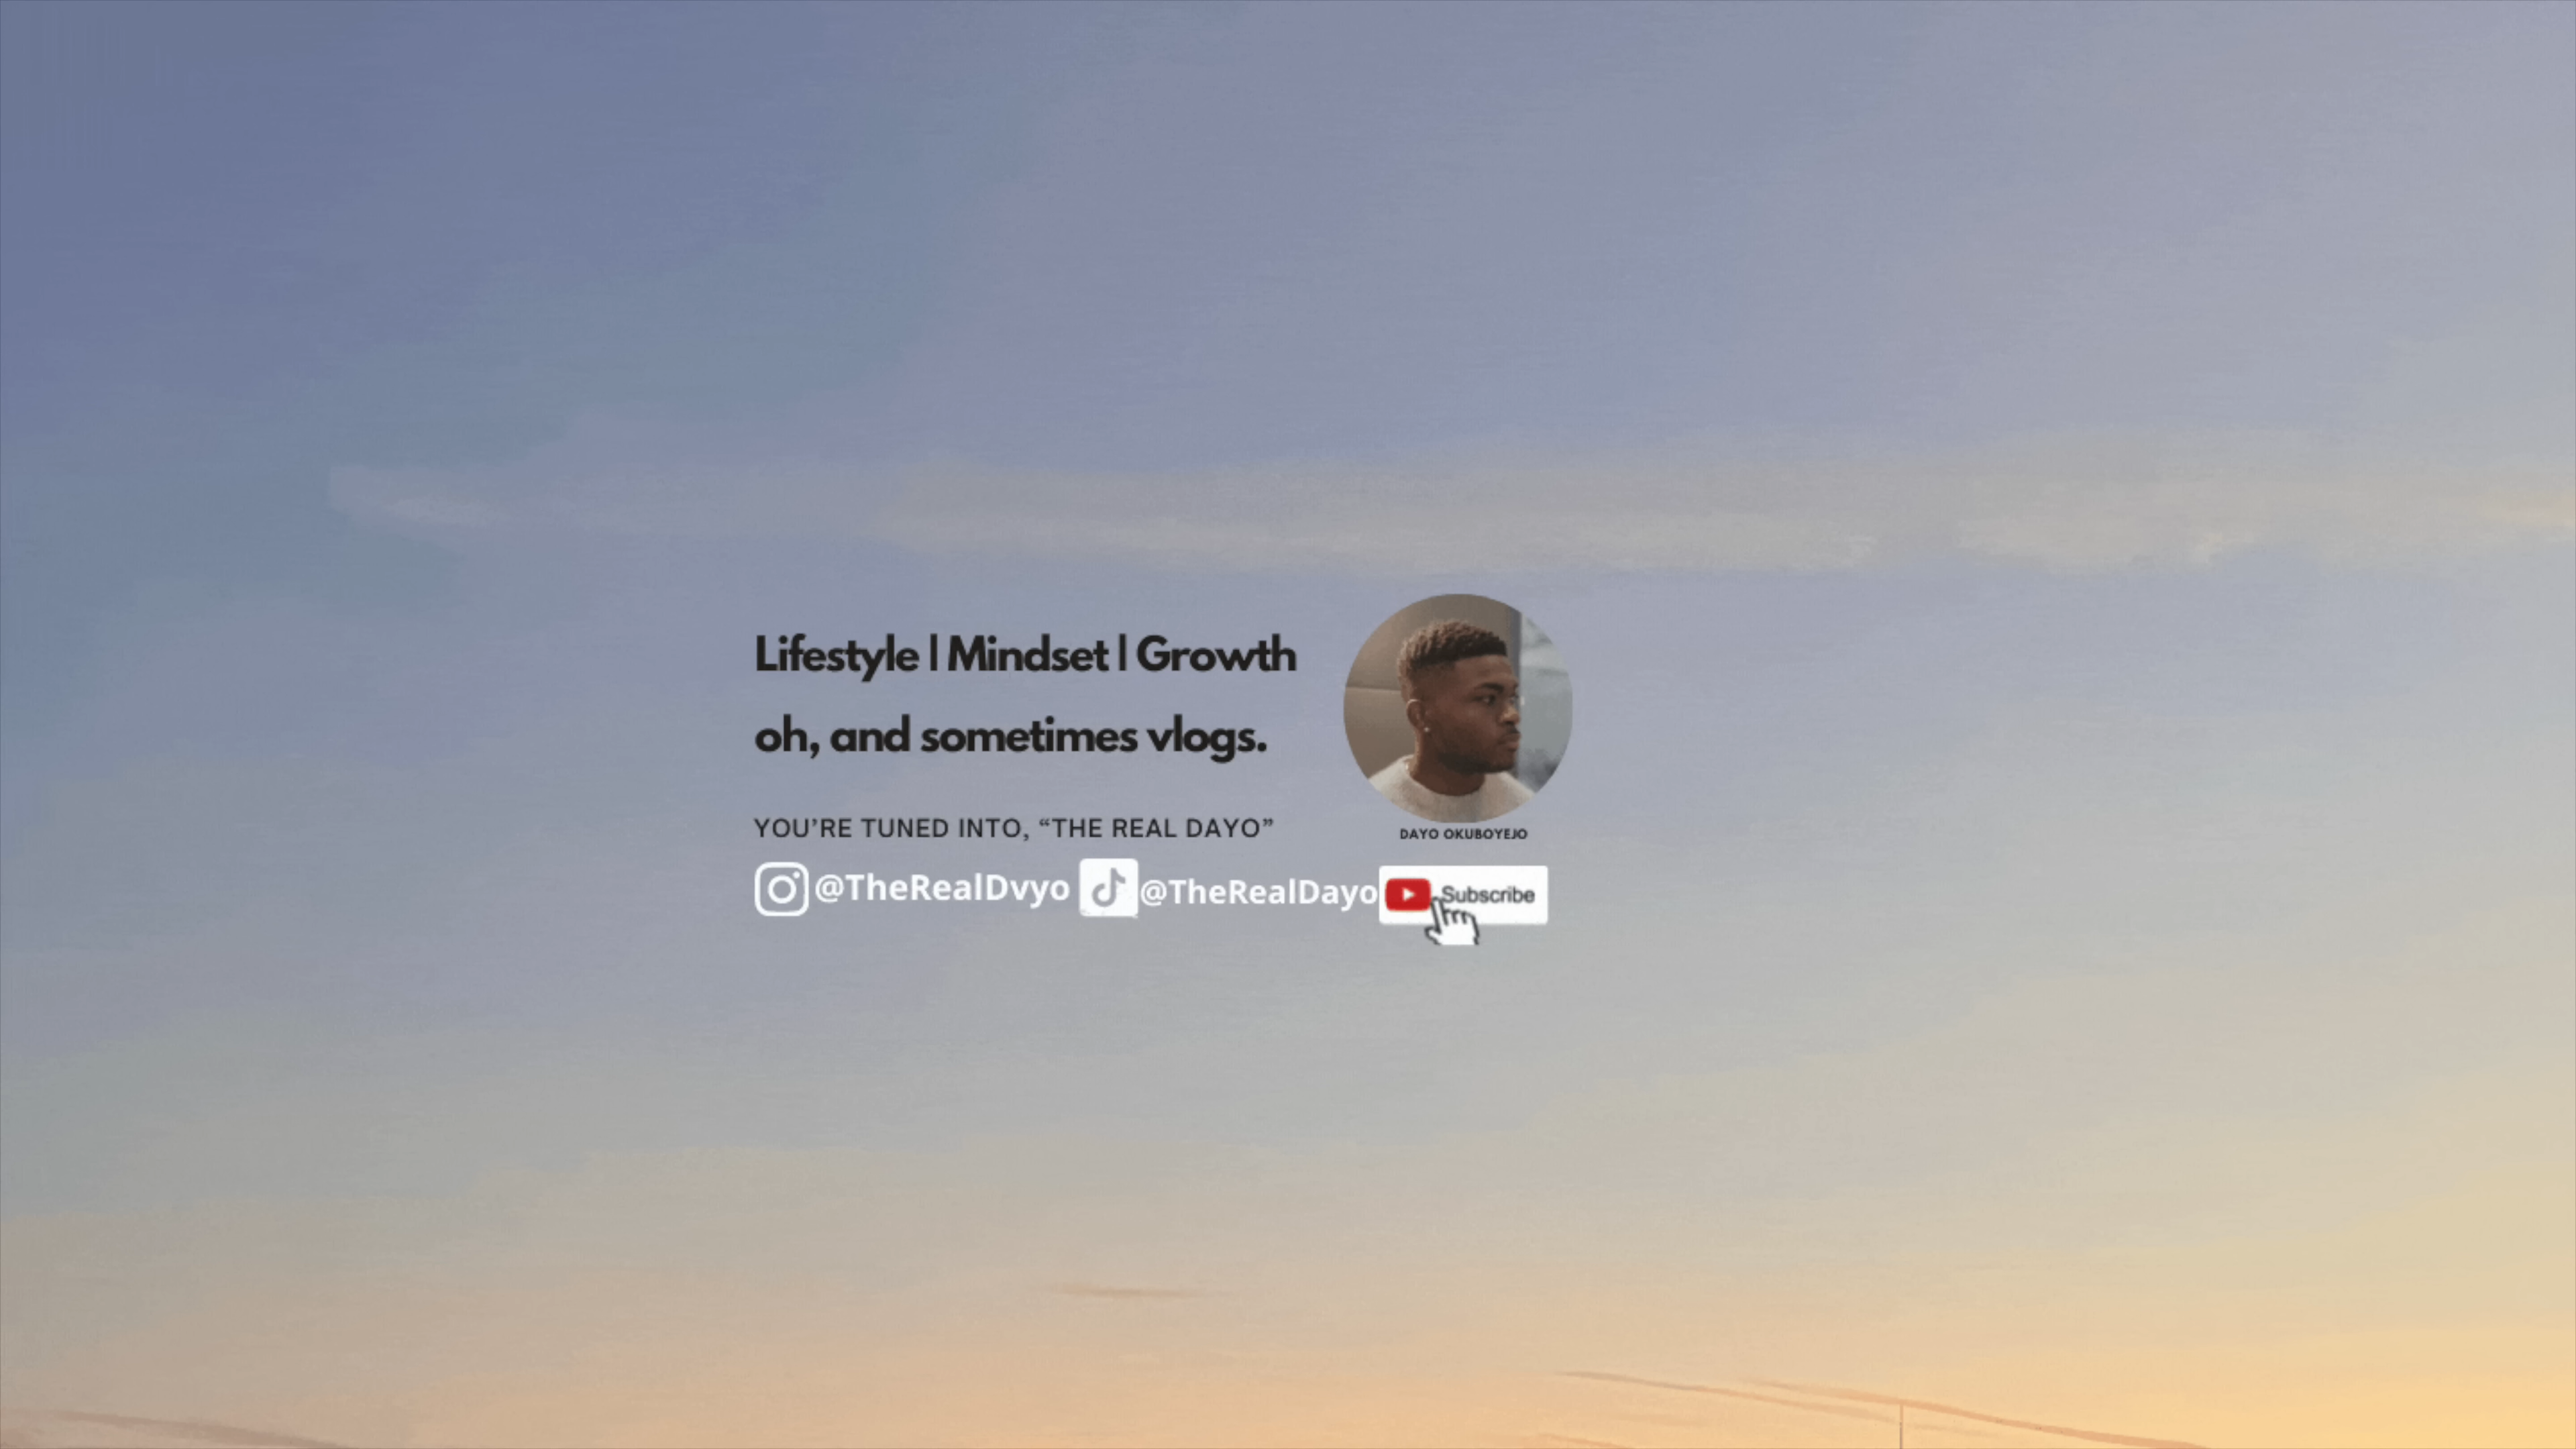 Lifestyle | Mindset | Growth
oh, and sometimes vlogs.
YOU’RE TUNED INTO, “THE REAL DAYO”
DAYO OKUBOYEJO
@TheRealDvyo @TheRealDayo Subscribe